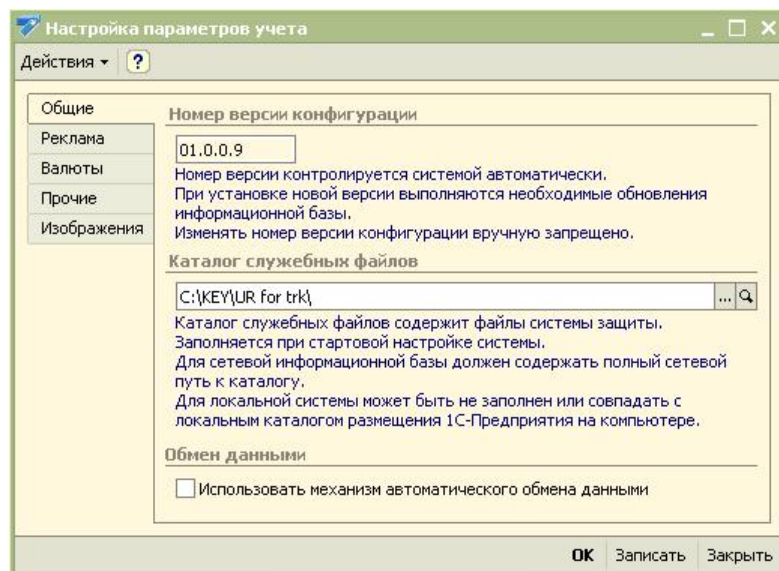 Настройка параметров учета
Действия
?
Общие
Реклама
Валюты
Прочие
Изображения
Номер версии конфигурации
01.0.0.9
Номер версии контролируется системой автоматически.
При установке новой версии выполняются необходимые обновления
информационной базы.
Изменять номер версии конфигурации вручную запрещено.
Каталог служебных файлов
C:\KEY\UR for trk\
...
Каталог служебных файлов содержит файлы системы защиты.
Заполняется при стартовой настройке системы.
Для сетевой информационной базы должен содержать полный сетевой
путь к каталогу.
Для локальной системы может быть не заполнен или совпадать с
локальным каталогом размещения 1С-Предприятия на компьютере.
Обмен данными
Использовать механизм автоматического обмена данными
OK Записать Закрыть